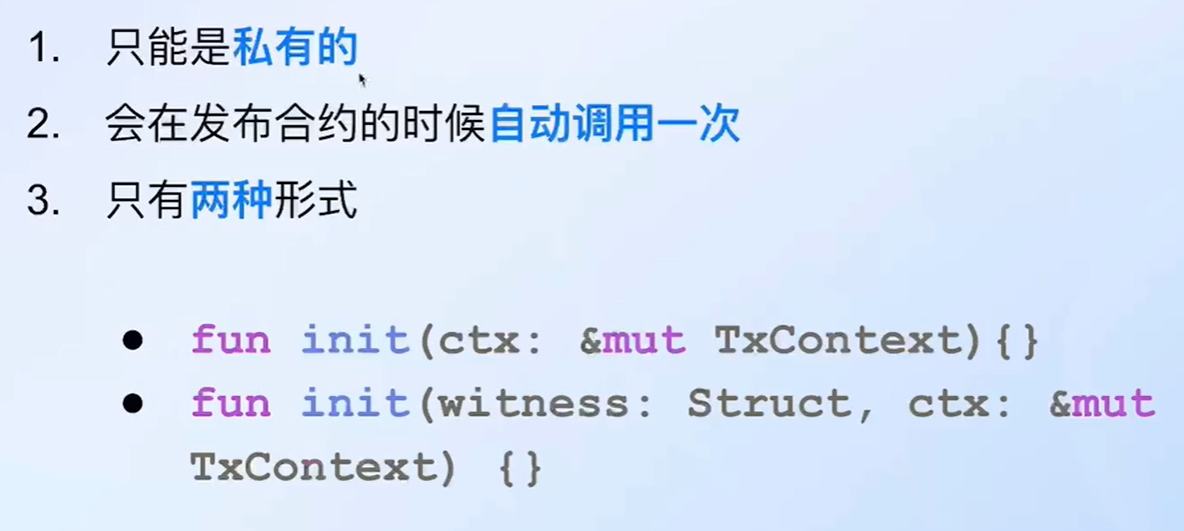 1. 只能是私有的
2. 会在发布合约的时候自动调用一次
3. 只有两种形式
● fun init(ctx: &mut TxContext){}
● fun init(witness: Struct, ctx: &mut
TxContext) {}